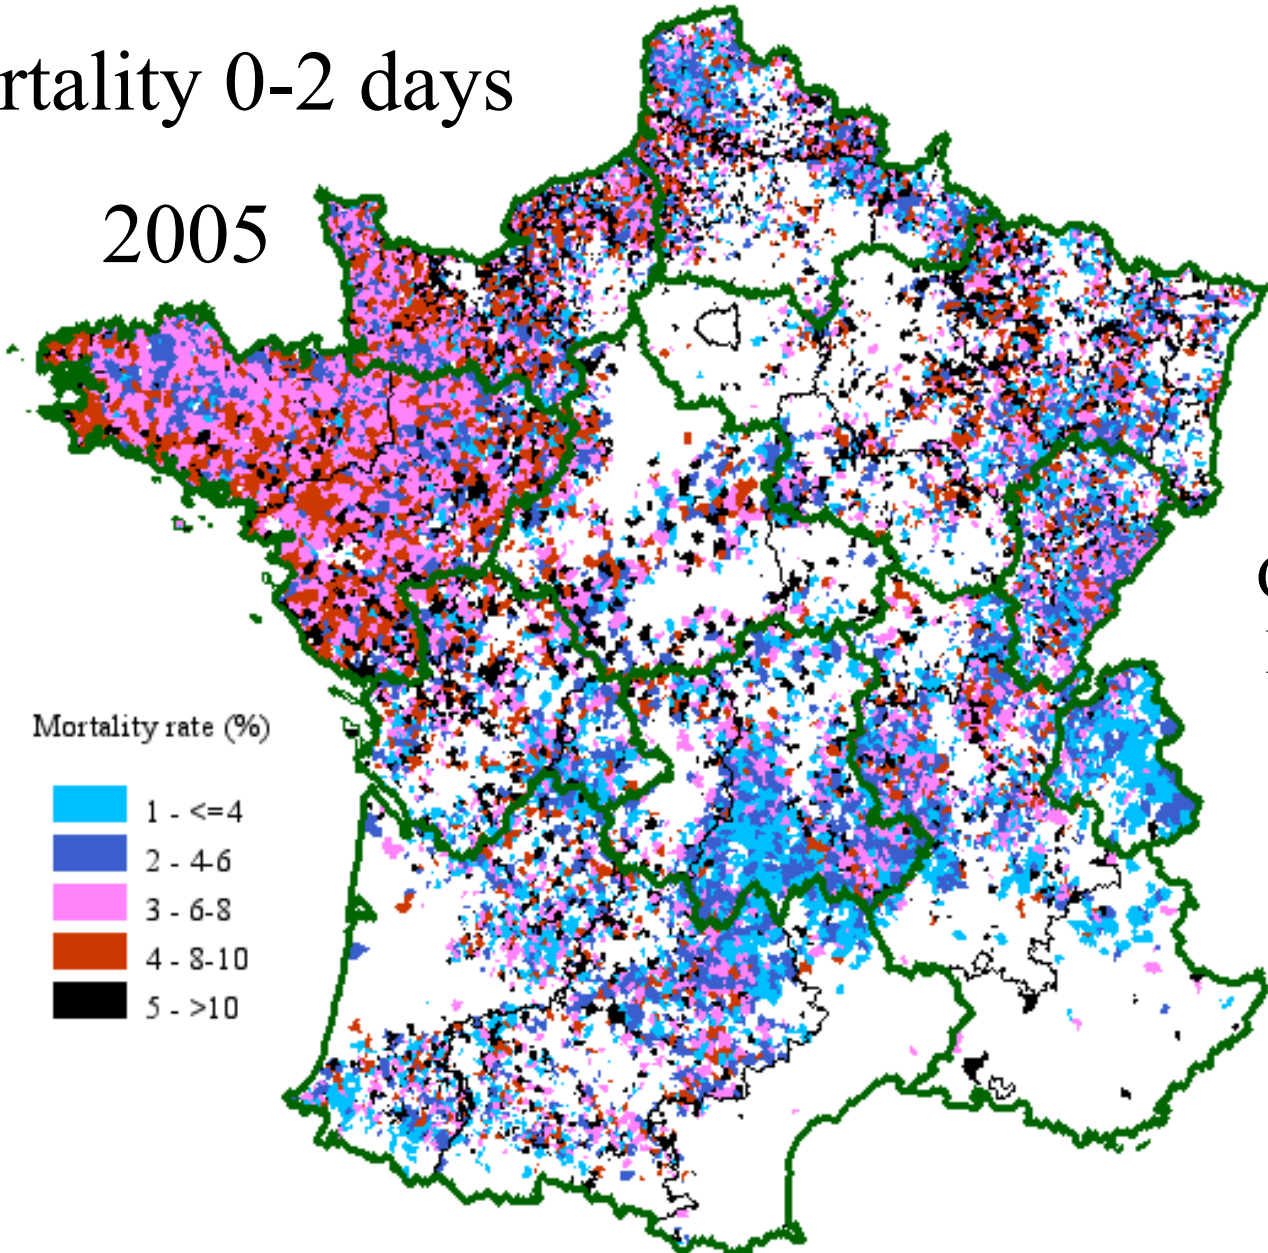 rtality 0-2 days
2005
Mortality rate (%)
1 - <=4
2 - 4-6
3 - 6-8
4 - 8-10
5 - >10